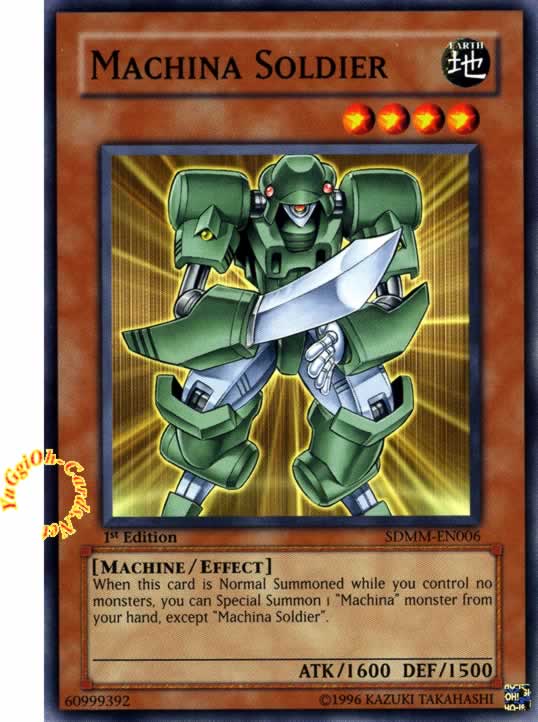 MACHINA SOLDIER
EARTH
地
1st Edition
SDMM-EN006
[MACHINE/EFFECT]
When this card is Normal Summoned while you control no
monsters, you can Special Summon 1 "Machina" monster from
your hand, except "Machina Soldier".
ATK/1600 DEF/1500
60999392
©1996 KAZUKI TAKAHASHI
YuGgiOh-Cards.Net